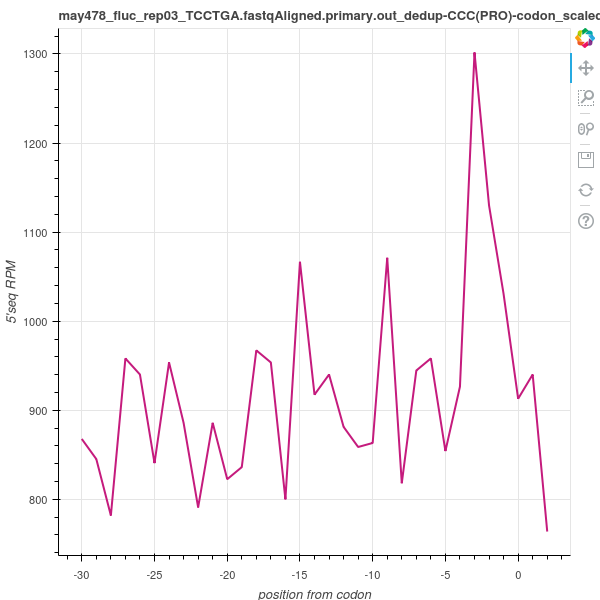 may478_fluc_rep03_TCCTGA.fastqAligned.primary.out_dedup-CCC(PRO)-codon_scaled
1300
1200
1100
1000
900
800
5'seq RPM
-30 -25 -20 -15 -10 -5 0
position from codon